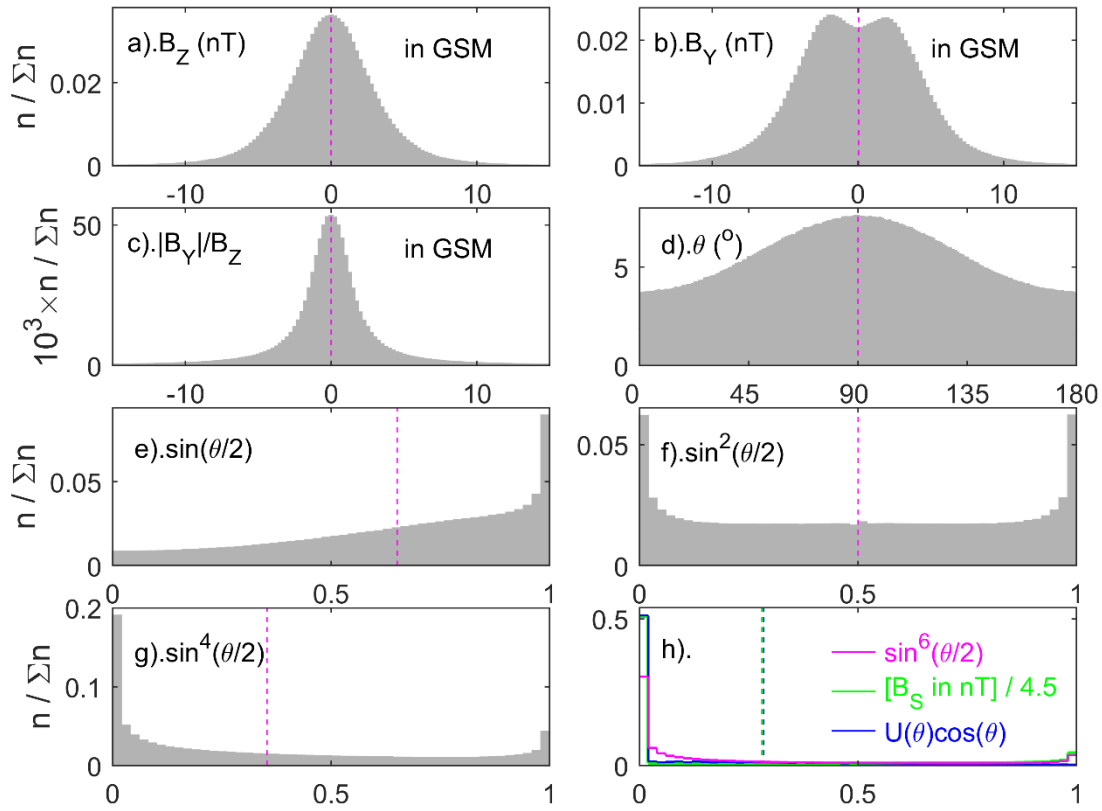 a).B_Z (nT)
in GSM
n / Σn
0.02
0
-10 0 10
b).B_Y (nT)
in GSM
0.02
0.01
0
-10 0 10
c).|B_Y|/B_Z
in GSM
10^3 × n / Σn
50
0
-10 0 10
d).θ (°)
5
0
0 45 90 135 180
e).sin(θ/2)
n / Σn
0.05
0
0 0.5 1
f).sin^2(θ/2)
0.05
0
0 0.5 1
g).sin^4(θ/2)
n / Σn
0.2
0.1
0
0 0.5 1
h).
sin^6(θ/2)
[B_S in nT] / 4.5
U(θ)cos(θ)
0.5
0
0 0.5 1